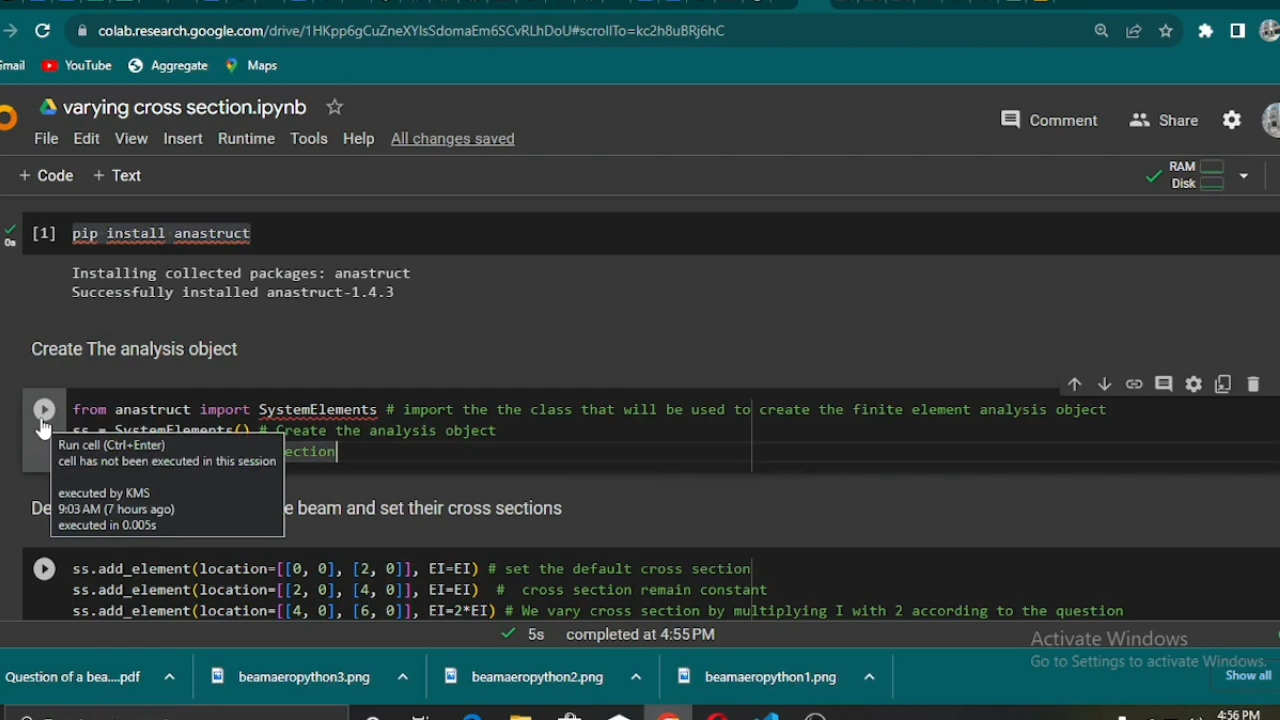 colab.research.google.com/drive/1HKpp6gCuZneXYIsSdomaEm6SCvRLhDoU#scrollTo=kc2h8uBRj6hC
Gmail YouTube Aggregate Maps
varying cross section.ipynb
Comment Share
File Edit View Insert Runtime Tools Help All changes saved
+ Code + Text
RAM
Disk
[1] pip install anastruct
0s
Installing collected packages: anastruct
Successfully installed anastruct-1.4.3
Create The analysis object
from anastruct import SystemElements # import the the class that will be used to create the finite element analysis object
ss = SystemElements() # Create the analysis object
ection
Run cell (Ctrl+Enter)
cell has not been executed in this session
executed by KMS
9:03 AM (7 hours ago)
executed in 0.005s
De e beam and set their cross sections
ss.add_element(location=[[0, 0], [2, 0]], EI=EI) # set the default cross section
ss.add_element(location=[[2, 0], [4, 0]], EI=EI) # cross section remain constant
ss.add_element(location=[[4, 0], [6, 0]], EI=2*EI) # We vary cross section by multiplying I with 2 according to the question
5s completed at 4:55PM
Activate Windows
Go to Settings to activate Windows.
Question of a bea....pdf beamaeropython3.png beamaeropython2.png beamaeropython1.png Show all
4:56 PM